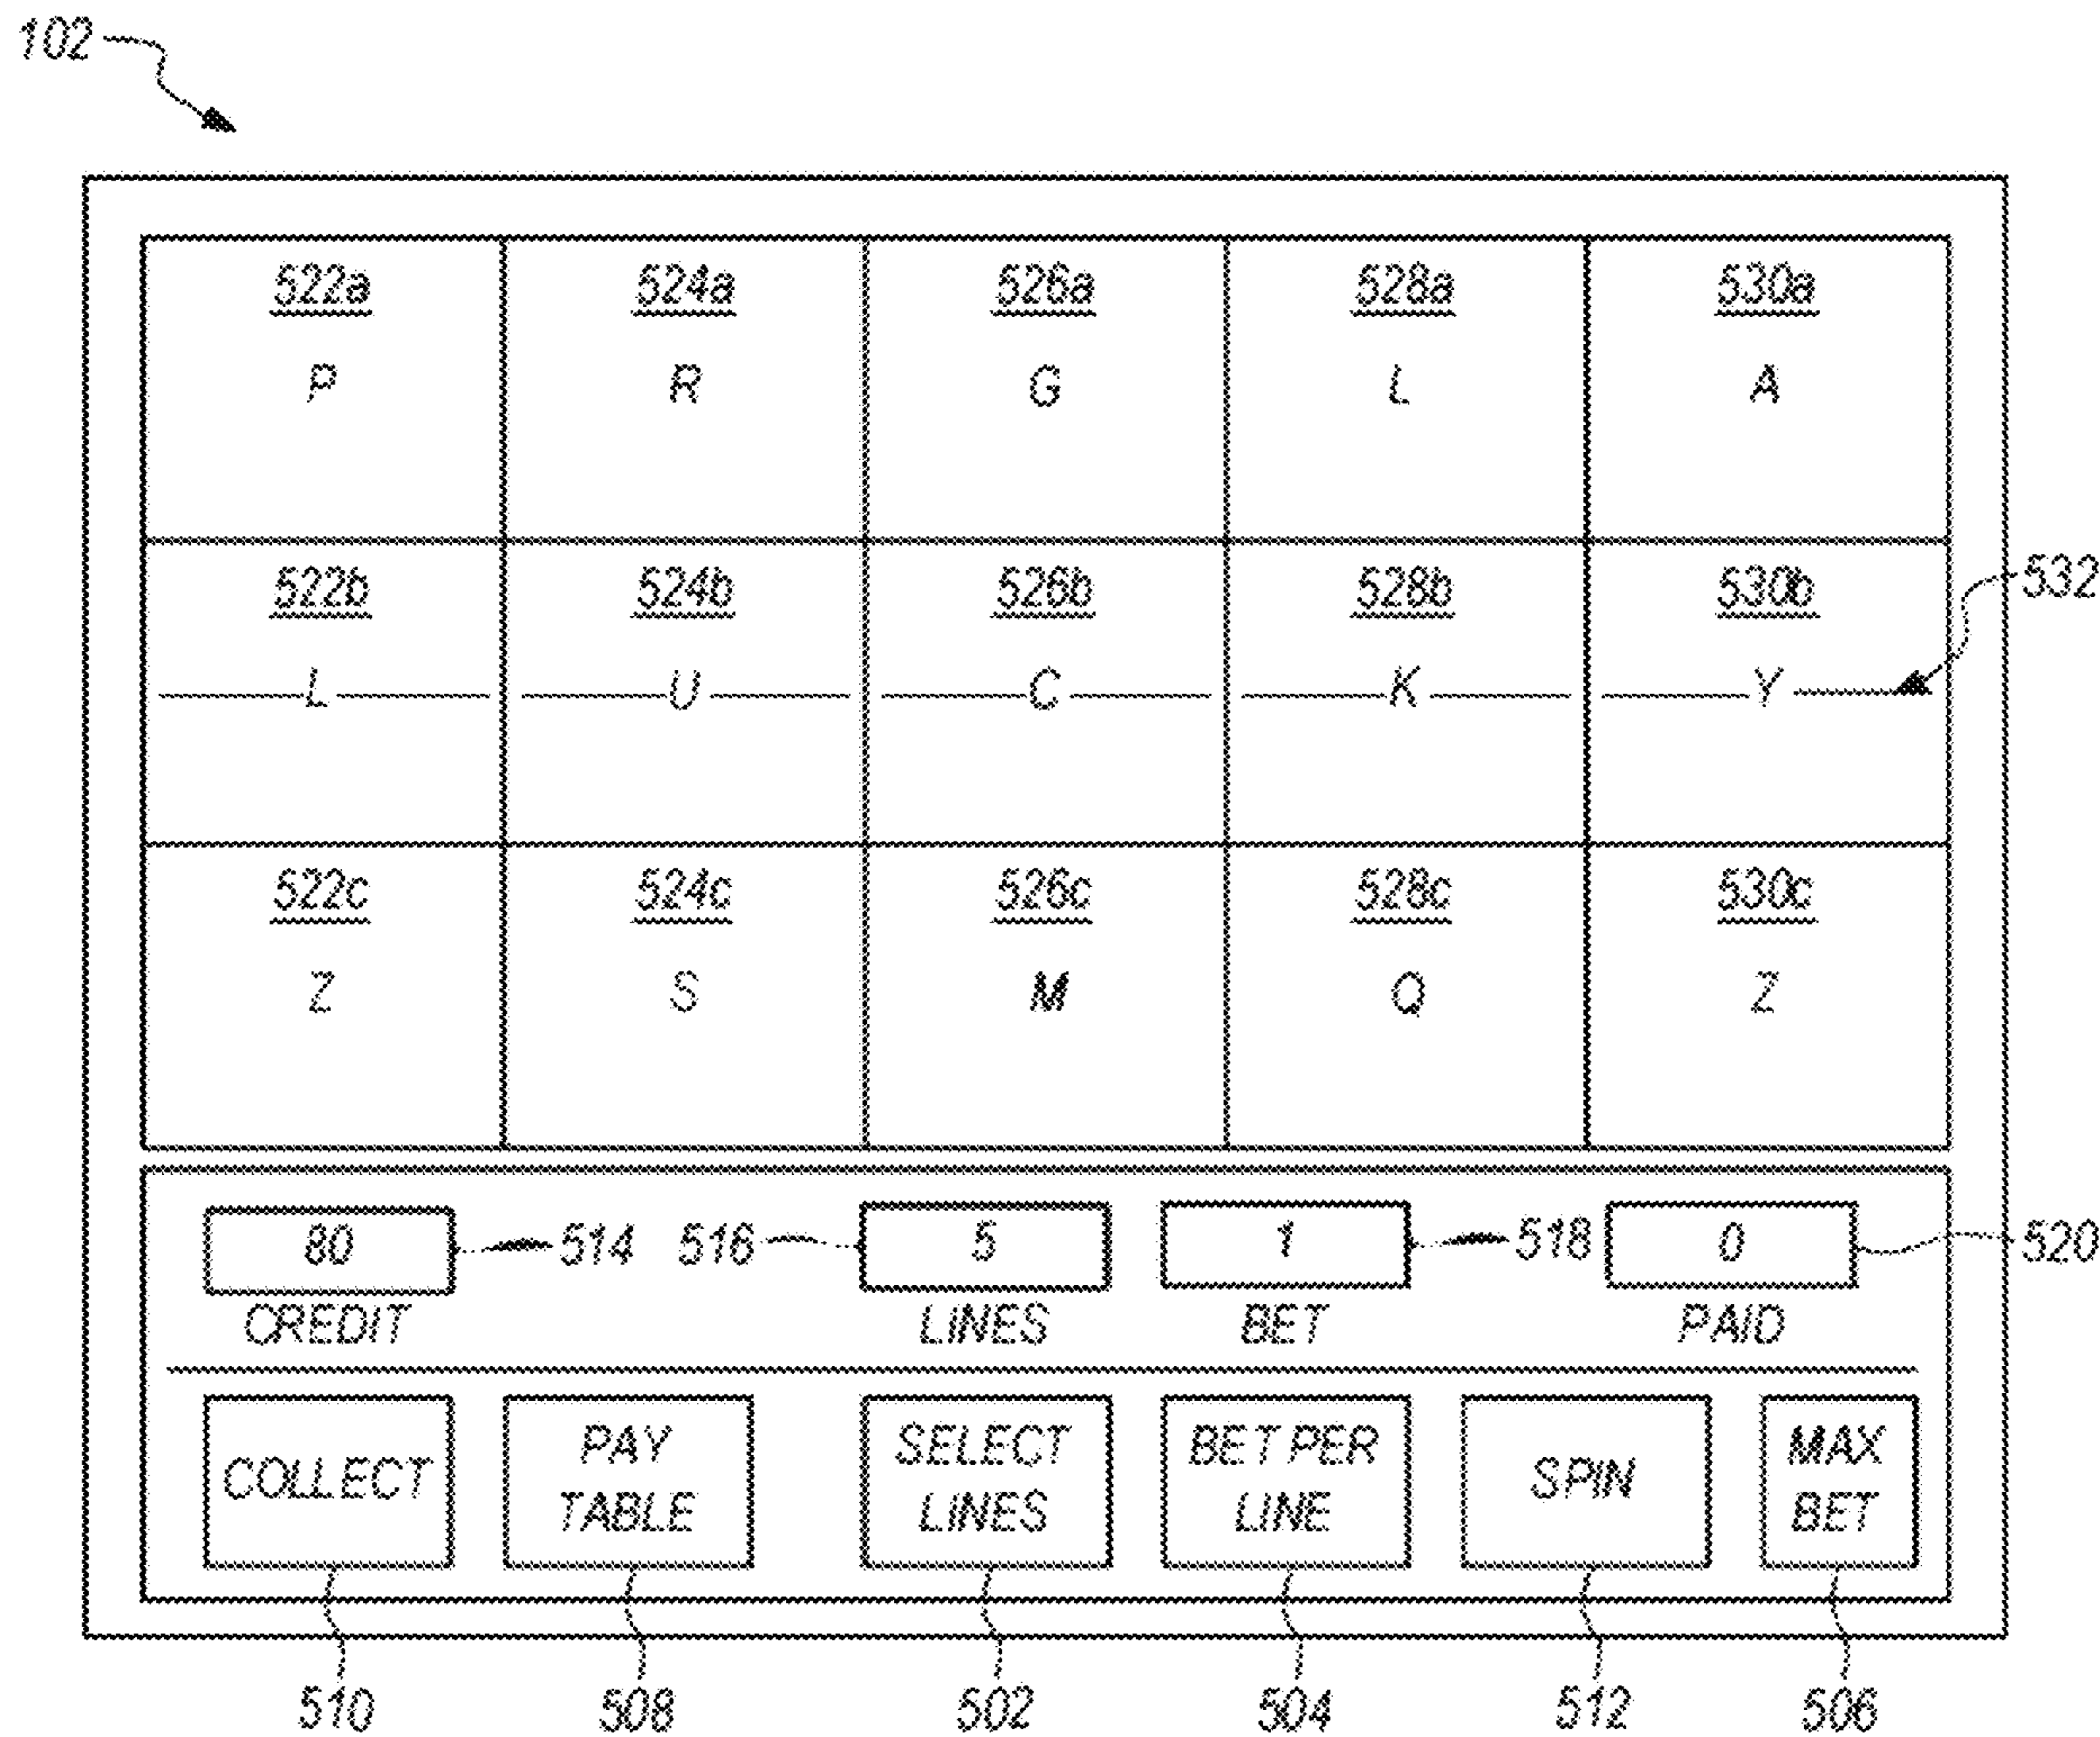 102
522a 524a 526a 528a 530a
P R G L A
522b 524b 526b 528b 530b 532
L U C K Y
522c 524c 526c 528c 530c
Z S M Q Z
80 514 516 5 1 518 0 520
CREDIT LINES BET PAID
COLLECT
PAY
TABLE
SELECT
LINES
BET PER
LINE
SPIN
MAX
BET
510 508 502 504 512 506